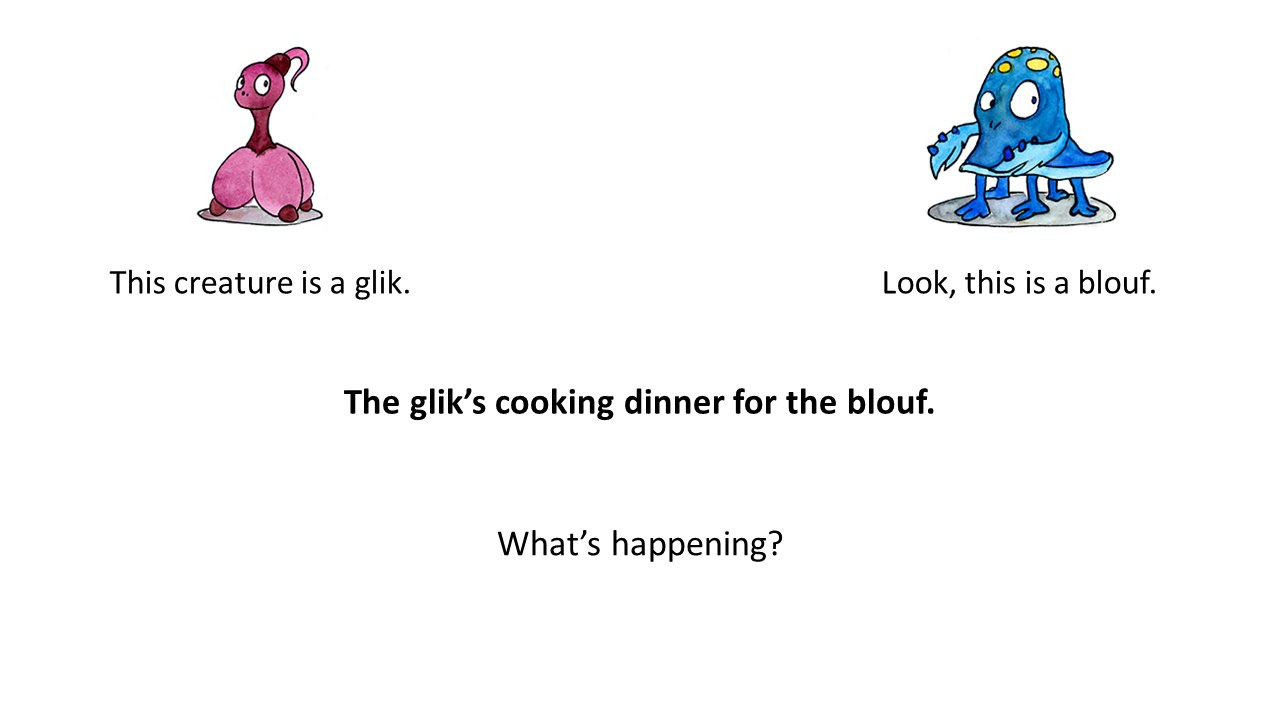 This creature is a glik.
Look, this is a blouf.
The glik’s cooking dinner for the blouf.
What’s happening?